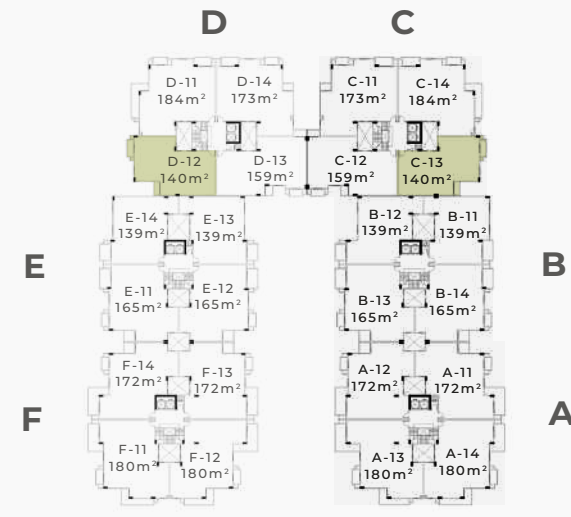 D
C
D-11
184m²
D-14
173m²
C-11
173m²
C-14
184m²
D-12
140m²
D-13
159m²
C-12
159m²
C-13
140m²
E-14
139m²
E-13
139m²
B-12
139m²
B-11
139m²
E
B
E-11
165m²
E-12
165m²
B-13
165m²
B-14
165m²
F-14
172m²
F-13
172m²
A-12
172m²
A-11
172m²
F
A
F-11
180m²
F-12
180m²
A-13
180m²
A-14
180m²